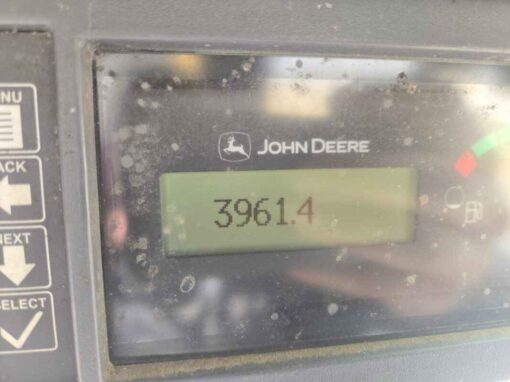 NU
ACK
NEXT
SELECT
JOHN DEERE
3961.4